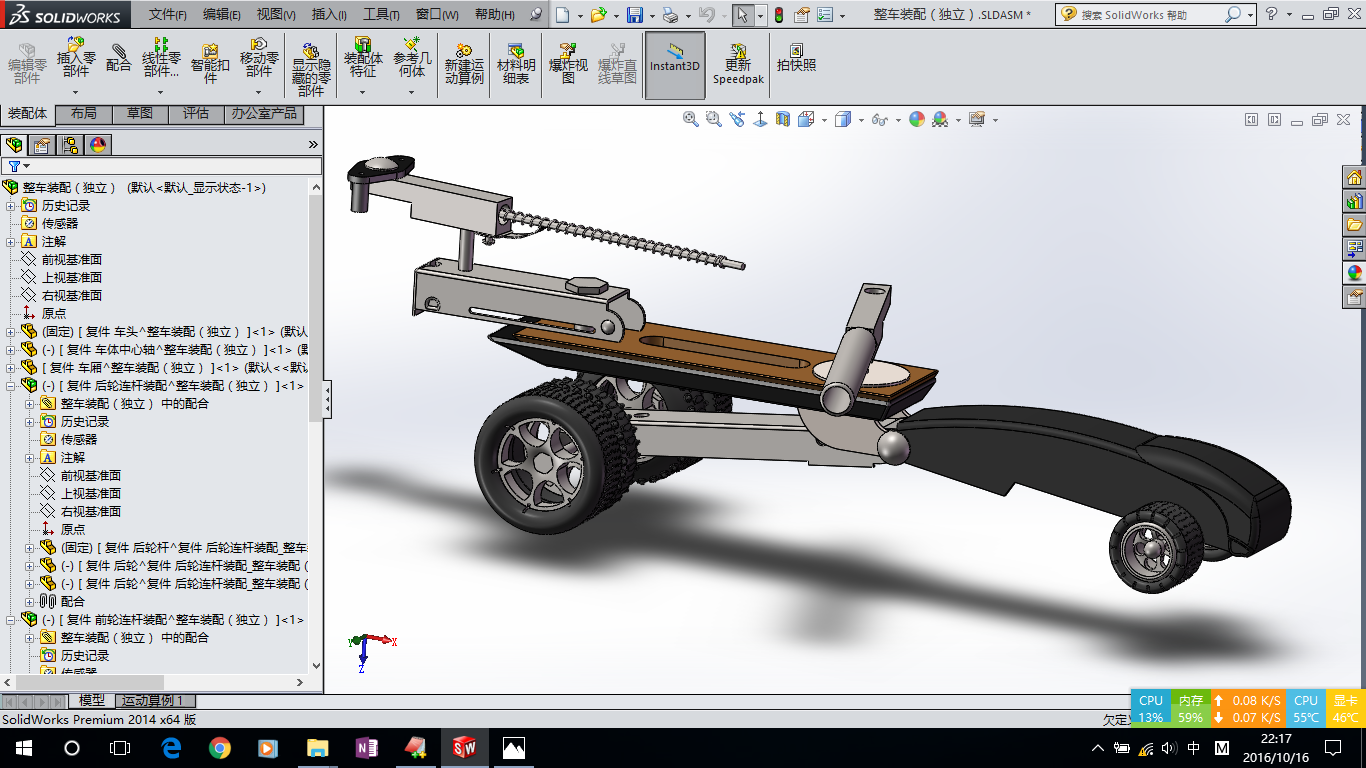 SOLIDWORKS 文件(F) 编辑(E) 视图(V) 插入(I) 工具(T) 窗口(W) 帮助(H) 整车装配（独立）.SLDASM * 搜索 SolidWorks 帮助
编辑零部件
插入零部件
配合
线性零部件...
智能扣件
移动零部件
显示隐藏的零部件
装配体特征
参考几何体
新建运动算例
材料明细表
爆炸视图
爆炸直线草图
Instant3D
更新 Speedpak
拍快照
装配体 布局 草图 评估 办公室产品
整车装配（独立） (默认<默认_显示状态-1>)
历史记录
传感器
注解
前视基准面
上视基准面
右视基准面
原点
(固定) [ 复件 车头^整车装配（独立） ]<1> (默认
(-) [ 复件 车体中心轴^整车装配（独立） ]<1> (默
[ 复件 车厢^整车装配（独立） ]<1> (默认<<默认
(-) [ 复件 后轮连杆装配^整车装配（独立） ]<1>
整车装配（独立） 中的配合
历史记录
传感器
注解
前视基准面
上视基准面
右视基准面
原点
(固定) [ 复件 后轮杆^复件 后轮连杆装配_整车
(-) [ 复件 后轮^复件 后轮连杆装配_整车装配 (
(-) [ 复件 后轮^复件 后轮连杆装配_整车装配 (
配合
(-) [ 复件 前轮连杆装配^整车装配（独立） ]<1>
整车装配（独立） 中的配合
历史记录
传感器
Y X
Z
模型 运动算例 1
SolidWorks Premium 2014 x64 版
欠定义
CPU 13%
内存 59%
0.08 K/S
0.07 K/S
CPU 55℃
显卡 46℃
中 M
22:17
2016/10/16